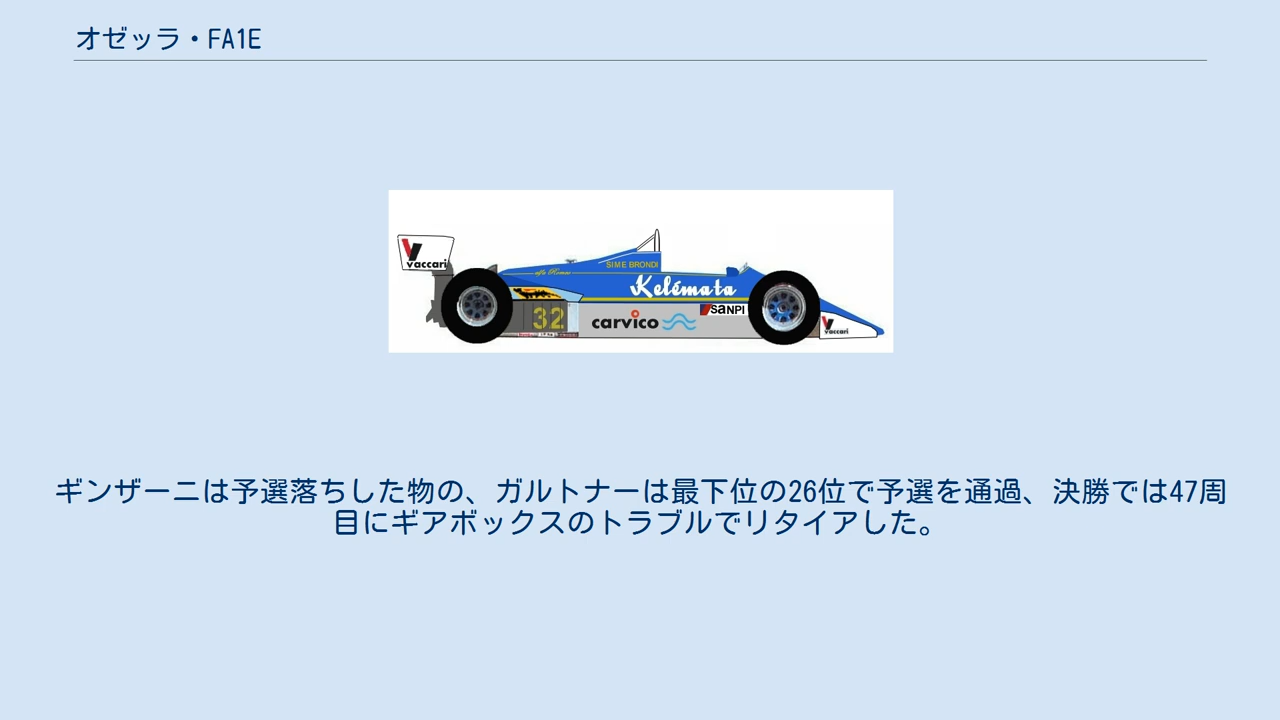 オゼッラ・FA1E
vaccari
SIME BRONDI
alfa Romeo
Kelémata
32
carvico
sanpi
vaccari
ギンザーニは予選落ちした物の、ガルトナーは最下位の26位で予選を通過、決勝では47周
目にギアボックスのトラブルでリタイアした。